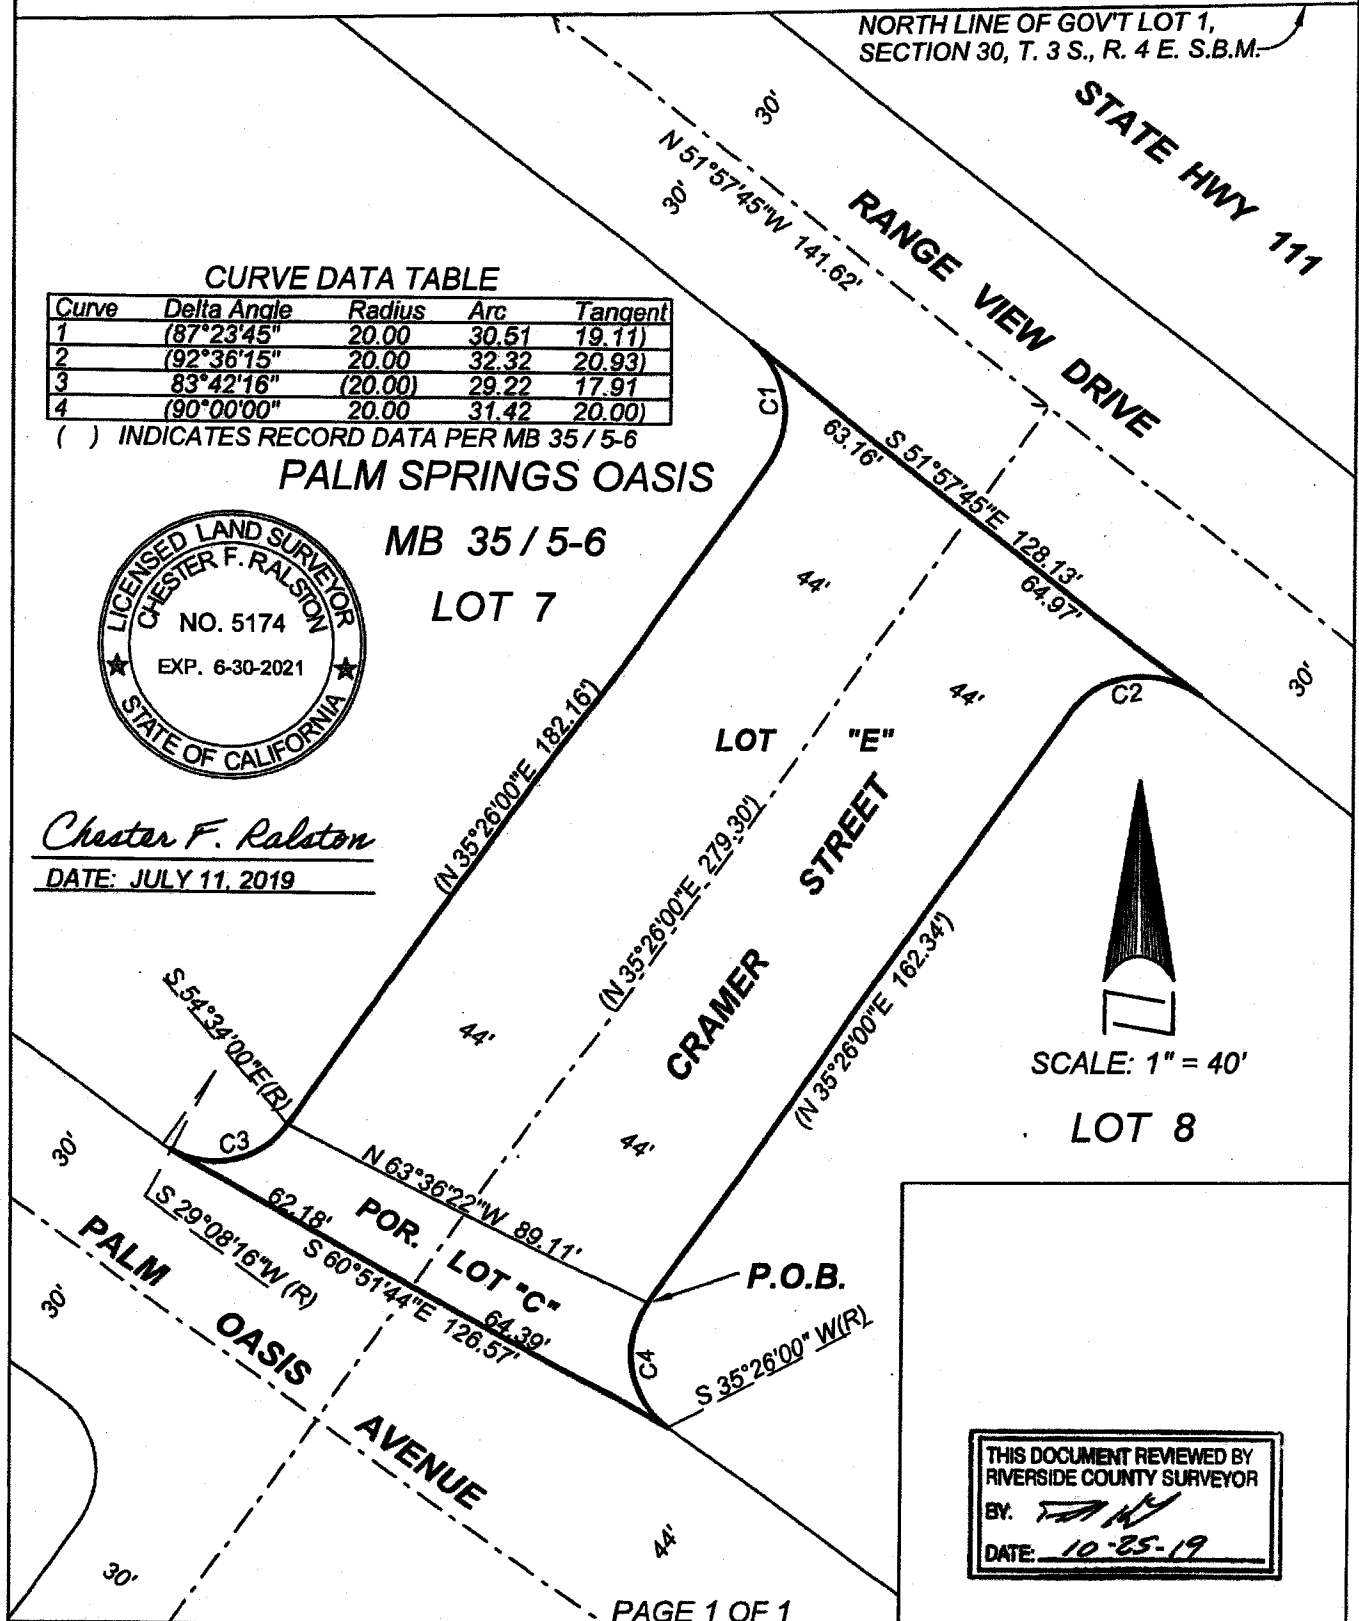 NORTH LINE OF GOV'T LOT 1,
SECTION 30, T. 3 S., R. 4 E. S.B.M.
STATE HWY 111
30'
N 51°57'45"W 141.62'
30'
RANGE VIEW DRIVE
CURVE DATA TABLE
Curve Delta Angle Radius Arc Tangent
1 (87°23'45" 20.00 30.51 19.11)
2 (92°36'15" 20.00 32.32 20.93)
3 83°42'16" (20.00) 29.22 17.91
4 (90°00'00" 20.00 31.42 20.00)
( ) INDICATES RECORD DATA PER MB 35 / 5-6
PALM SPRINGS OASIS
MB 35 / 5-6
LOT 7
C1
63.16'
S 51°57'45"E 128.13'
64.97'
30'
LICENSED LAND SURVEYOR
CHESTER F. RALSTON
NO. 5174
EXP. 6-30-2021
STATE OF CALIFORNIA
Chester F. Ralston
DATE: JULY 11, 2019
44'
44'
C2
LOT "E"
(N 35°26'00"E 182.16')
(N 35°26'00"E 279.30')
CRAMER STREET
(N 35°26'00"E 162.34')
SCALE: 1" = 40'
LOT 8
S 54°34'00"E(R)
44'
44'
30'
C3
N 63°36'22"W 89.11'
62.18'
POR. LOT "C"
S 29°08'16"W (R)
S 60°51'44"E 126.57'
64.39'
P.O.B.
C4
S 35°26'00" W(R)
PALM OASIS AVENUE
30'
30'
44'
THIS DOCUMENT REVIEWED BY
RIVERSIDE COUNTY SURVEYOR
BY:
DATE: 10-25-19
PAGE 1 OF 1